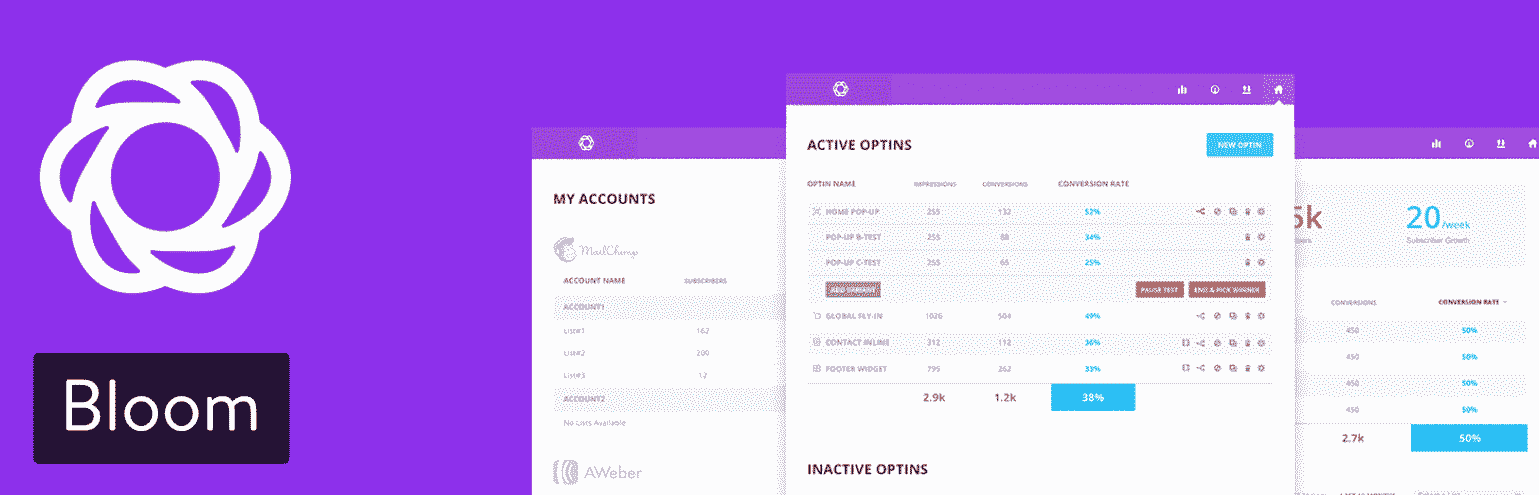 Bloom
MY ACCOUNTS
MailChimp
ACCOUNT NAME SUBSCRIBERS
ACCOUNT1
List#1 162
List#2 200
List#3 12
ACCOUNT2
No Lists Available
AWeber
ACTIVE OPTINS
NEW OPTIN
OPTIN NAME IMPRESSIONS CONVERSIONS CONVERSION RATE
HOME POP-UP 255 132 52%
POP-UP B-TEST 255 88 34%
POP-UP C-TEST 255 65 25%
ADD VARIANT PAUSE TEST END & PICK WINNER
GLOBAL FLY-IN 1026 504 49%
CONTACT INLINE 312 112 36%
FOOTER WIDGET 795 262 33%
2.9k 1.2k 38%
INACTIVE OPTINS
5k 20/week
Subscriber Growth
CONVERSIONS CONVERSION RATE
450 50%
450 50%
450 50%
450 50%
2.7k 50%